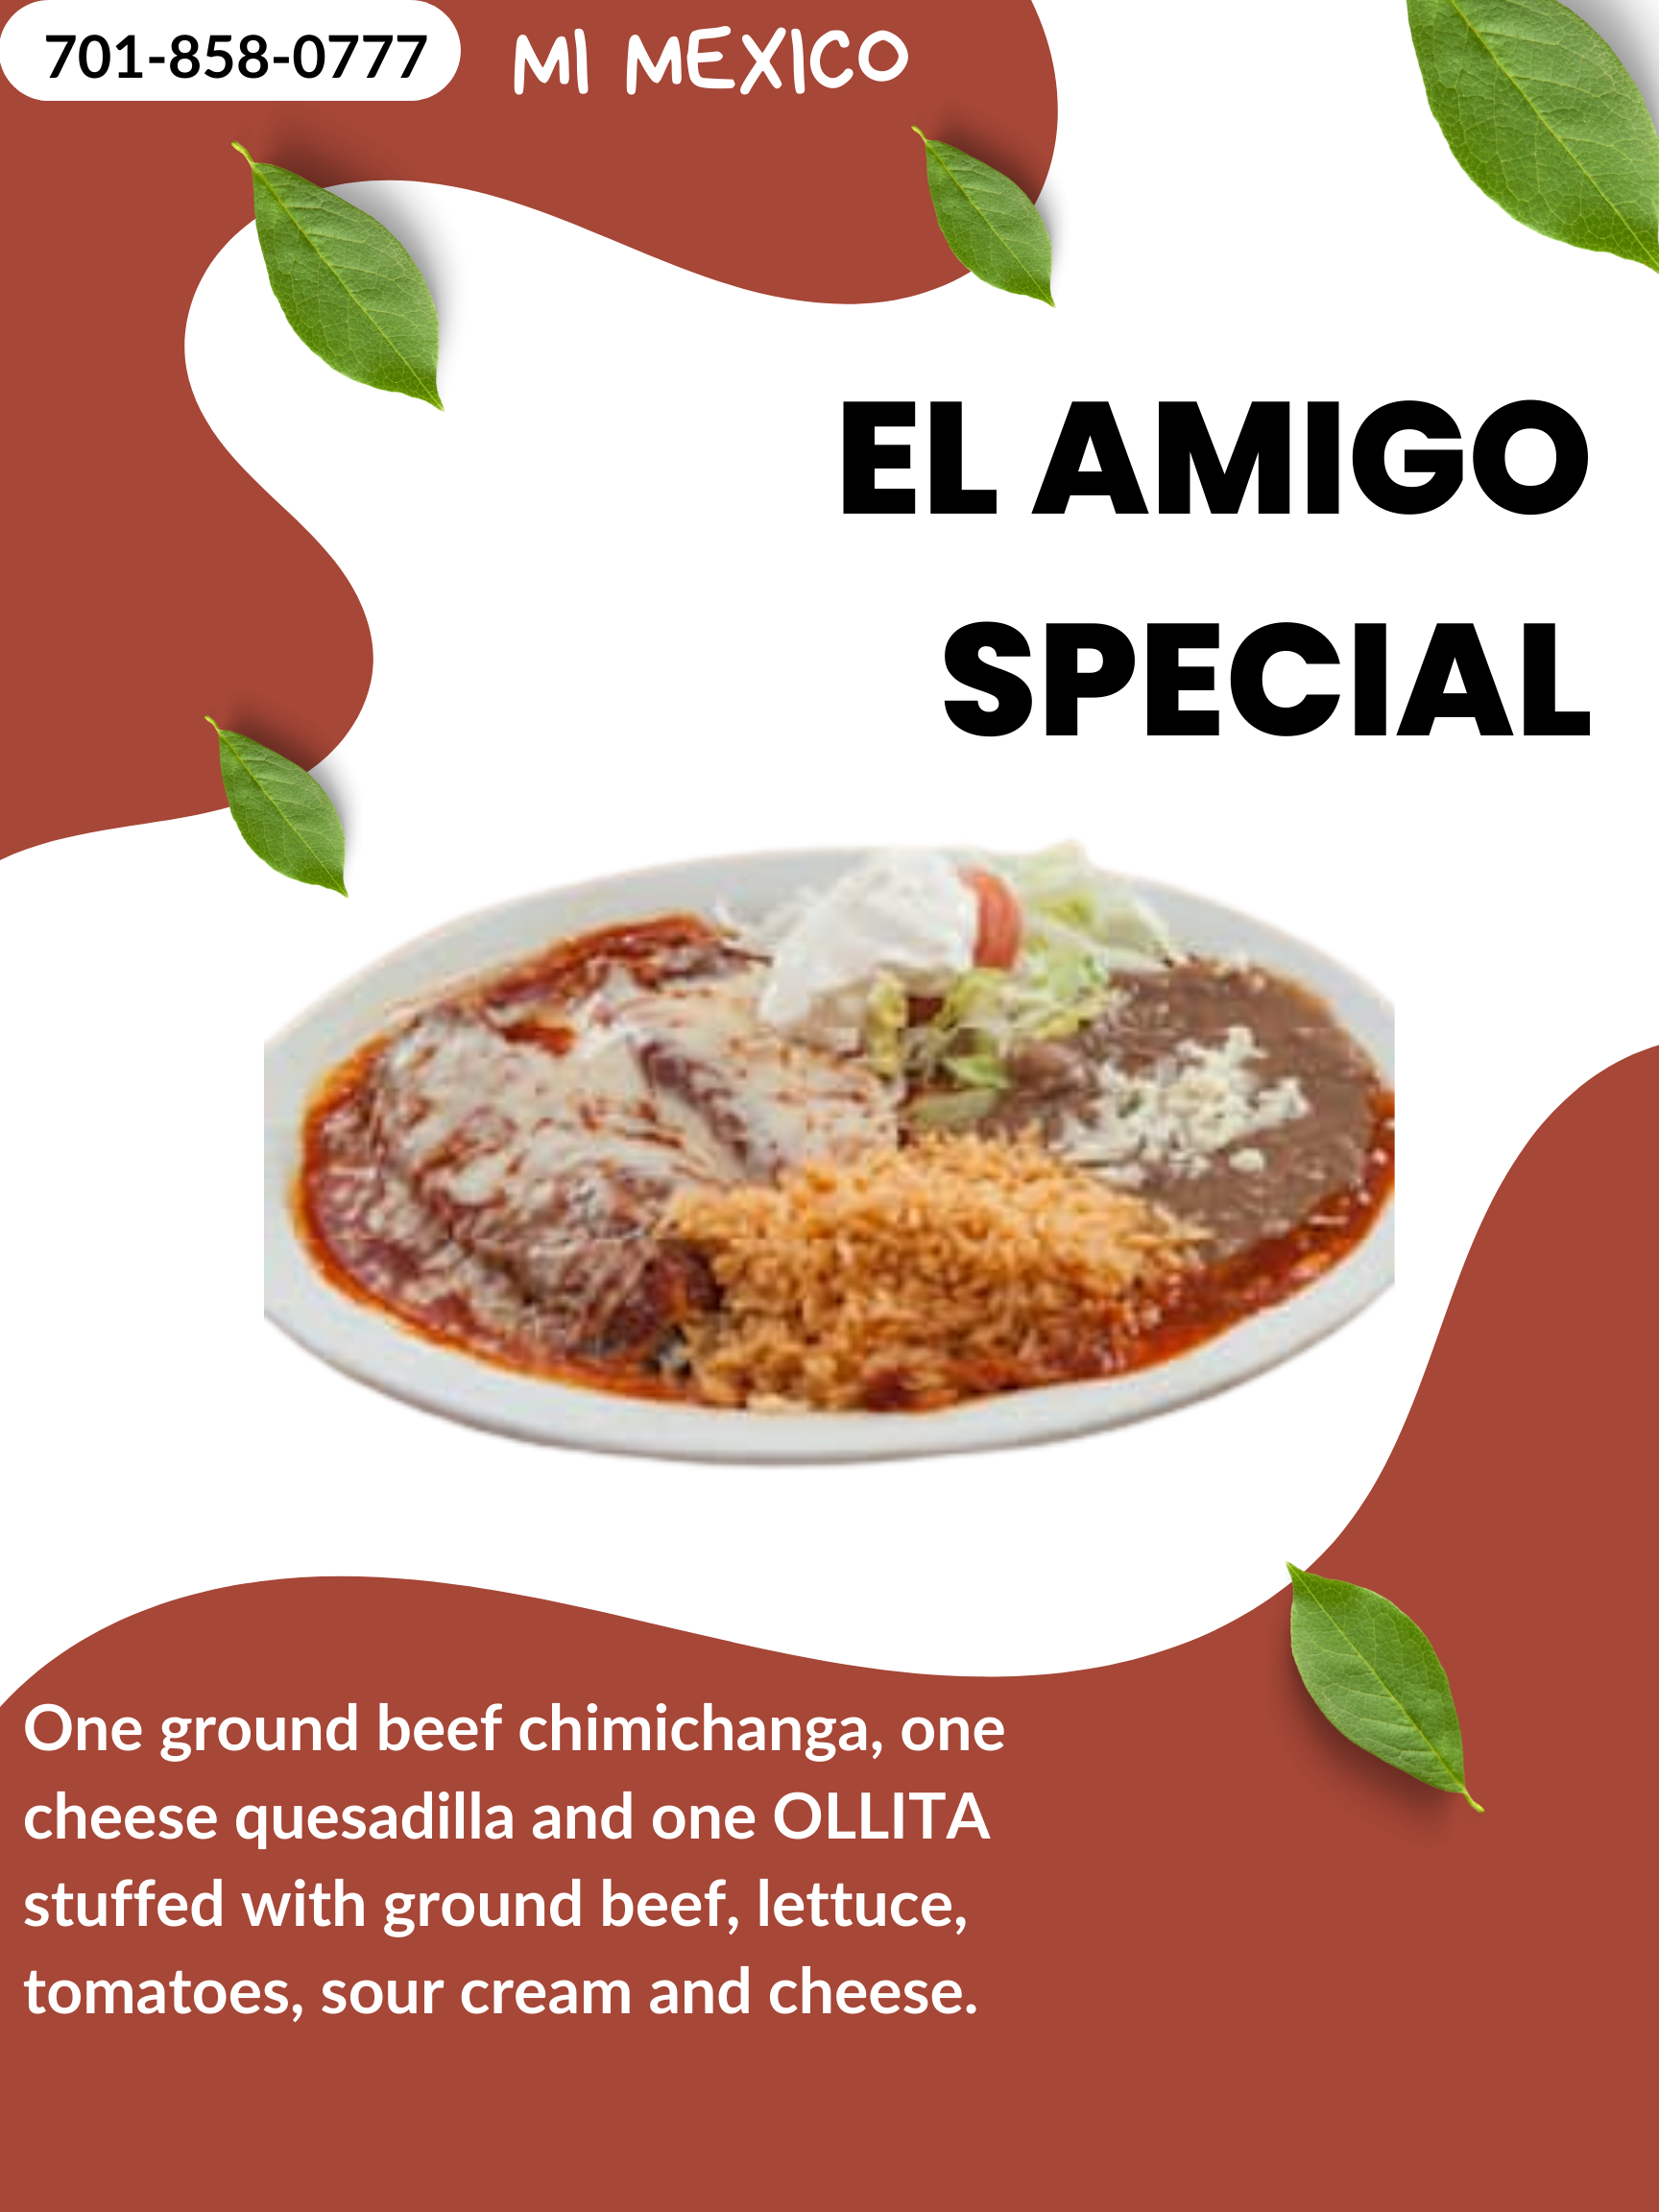 701-858-0777
MI MEXICO
EL AMIGO
SPECIAL
One ground beef chimichanga, one
cheese quesadilla and one OLLITA
stuffed with ground beef, lettuce,
tomatoes, sour cream and cheese.